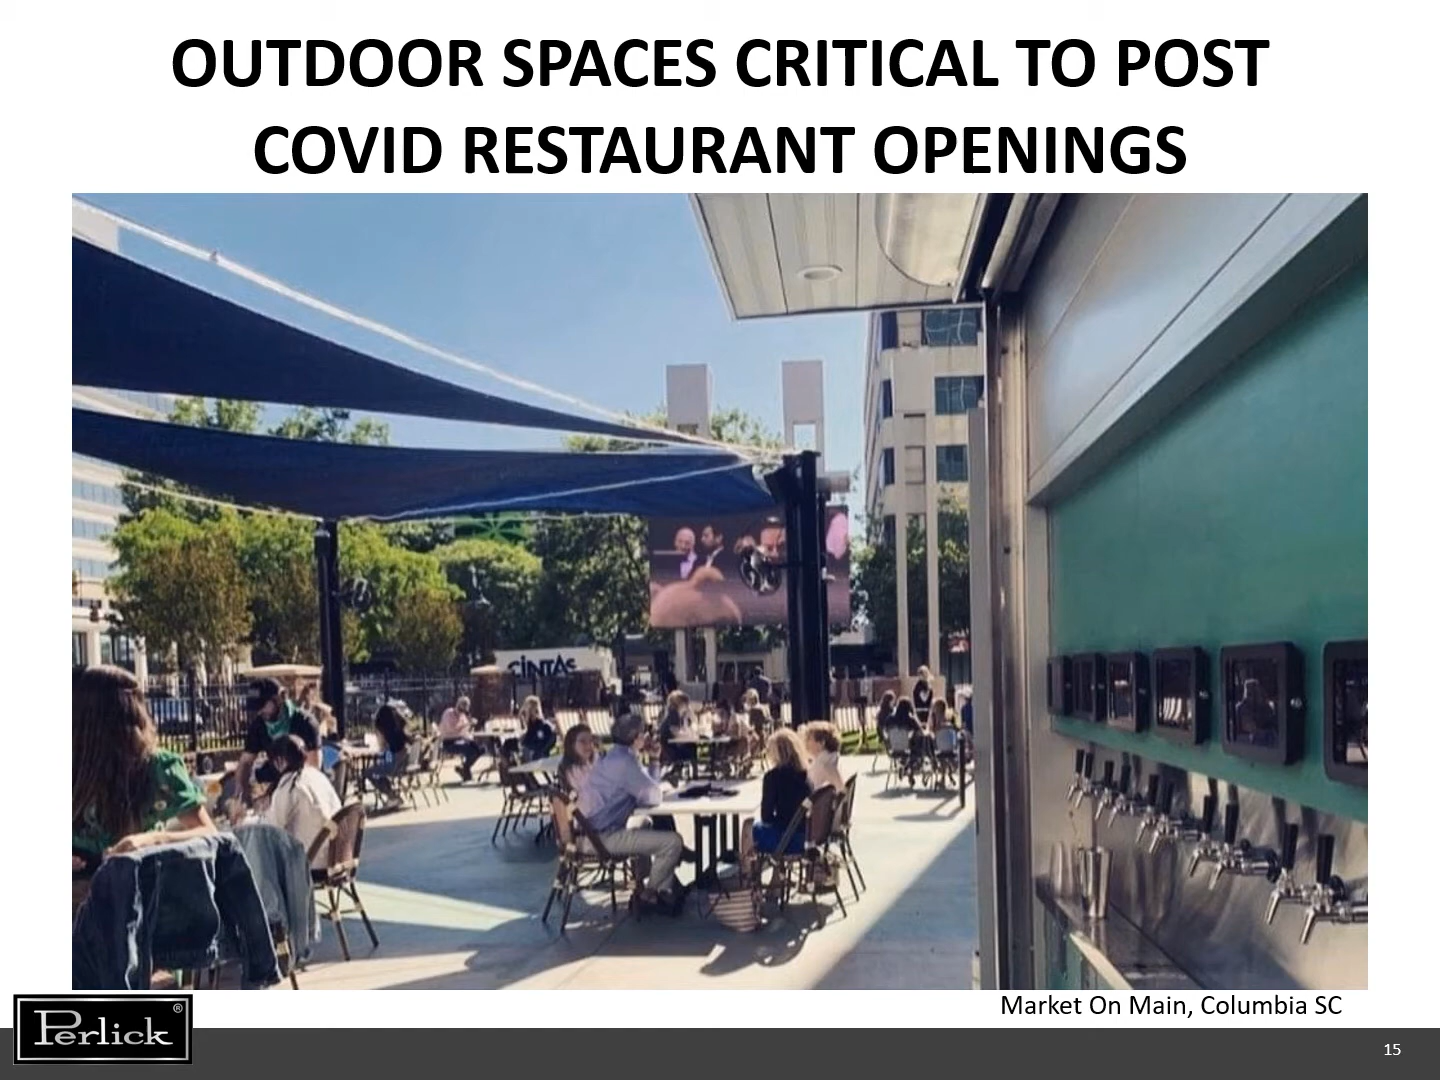 OUTDOOR SPACES CRITICAL TO POST
COVID RESTAURANT OPENINGS
CINTAS
Market On Main, Columbia SC
Perlick®
15